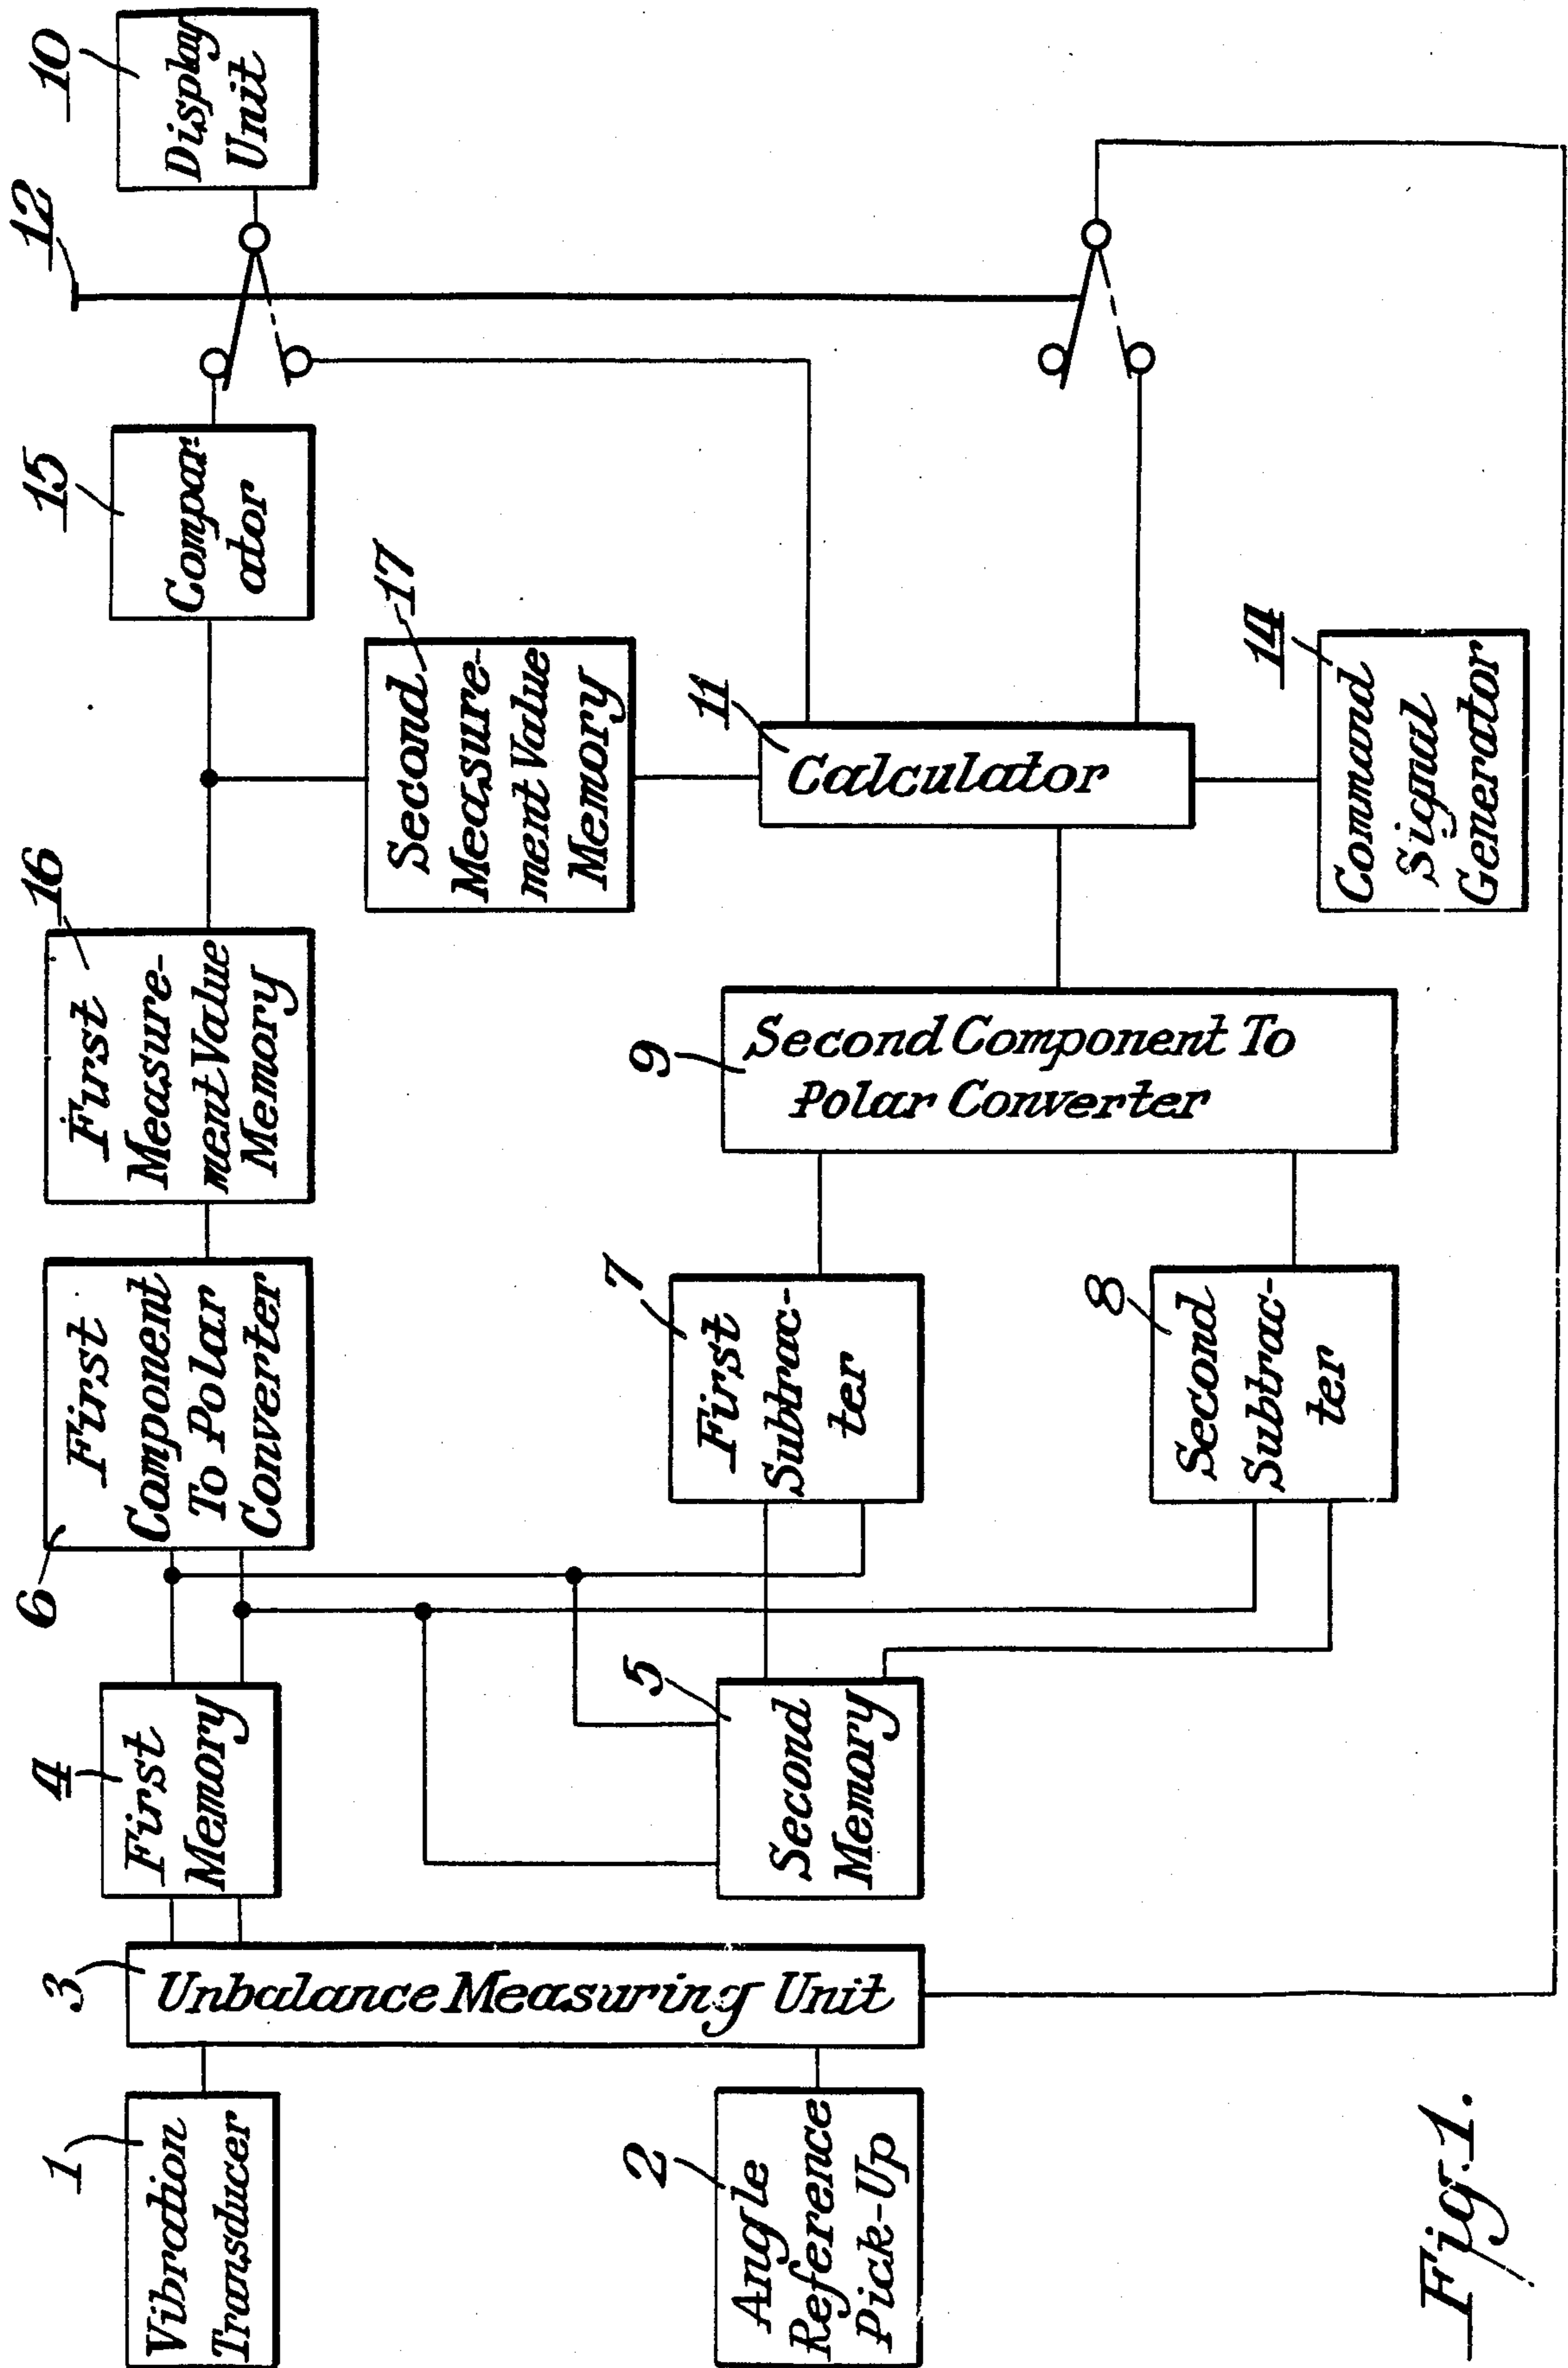 1
Vibration
Transducer
2
Angle
Reference
Pick-Up
3
Unbalance Measuring Unit
4
First
Memory
5
Second
Memory
6
First
Component
To Polar
Converter
7
First
Subtrac-
ter
8
Second
Subtrac-
ter
16
First
Measure-
ment Value
Memory
9
Second Component To
Polar Converter
17
Second
Measure-
ment Value
Memory
11
Calculator
15
Compar-
ator
14
Command
Signal
Generator
12
10
Display
Unit
Fig. 1.